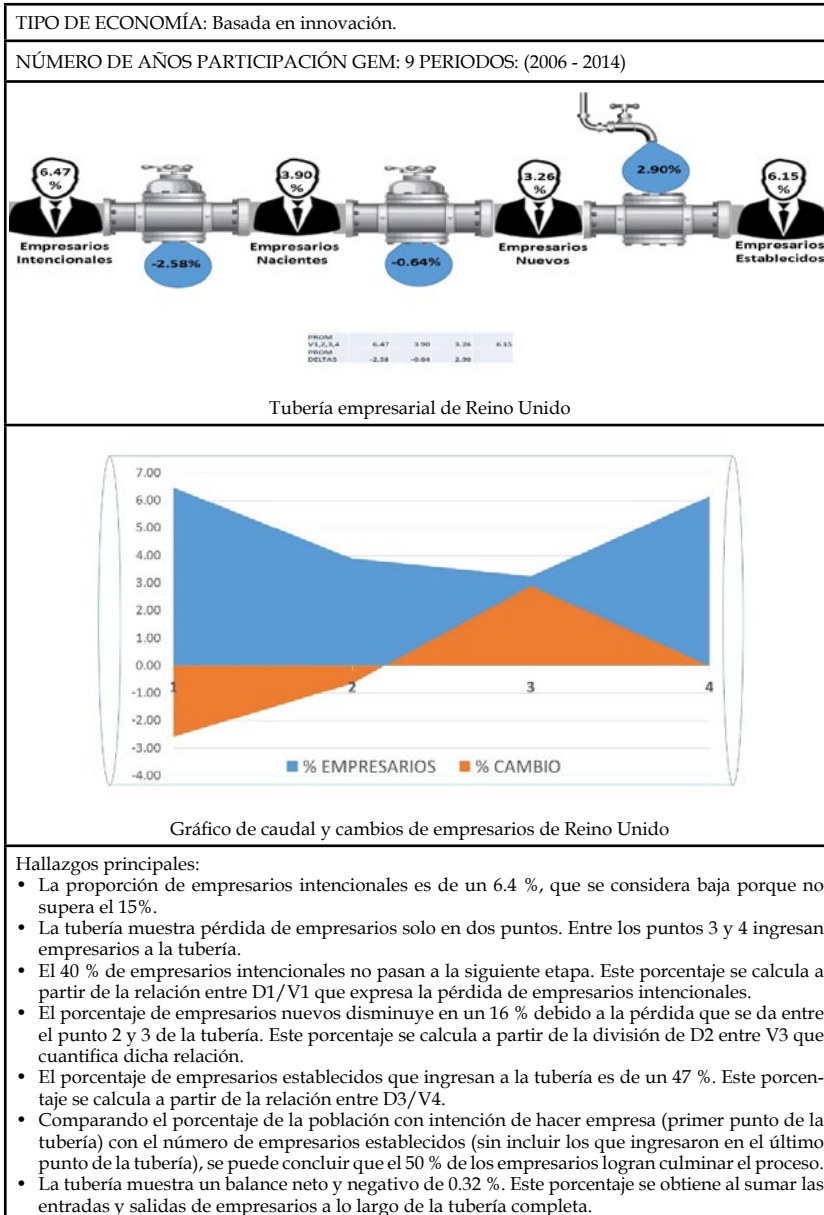 TIPO DE ECONOMÍA: Basada en innovación.
NÚMERO DE AÑOS PARTICIPACIÓN GEM: 9 PERIODOS: (2006 - 2014)
6.47
%
3.90
%
3.26
%
2.90%
6.15
%
Empresarios
Intencionales
-2.58%
Empresarios
Nacientes
-0.64%
Empresarios
Nuevos
Empresarios
Establecidos
PROM
V1,2,3,4 6.47 3.90 3.26 6.15
PROM
DELTAS -2.58 -0.64 2.90
Tubería empresarial de Reino Unido
7.00
6.00
5.00
4.00
3.00
2.00
1.00
0.00
-1.00
-2.00
-3.00
-4.00
1 2 3 4
% EMPRESARIOS % CAMBIO
Gráfico de caudal y cambios de empresarios de Reino Unido
Hallazgos principales:
• La proporción de empresarios intencionales es de un 6.4 %, que se considera baja porque no
supera el 15%.
• La tubería muestra pérdida de empresarios solo en dos puntos. Entre los puntos 3 y 4 ingresan
empresarios a la tubería.
• El 40 % de empresarios intencionales no pasan a la siguiente etapa. Este porcentaje se calcula a
partir de la relación entre D1/V1 que expresa la pérdida de empresarios intencionales.
• El porcentaje de empresarios nuevos disminuye en un 16 % debido a la pérdida que se da entre
el punto 2 y 3 de la tubería. Este porcentaje se calcula a partir de la división de D2 entre V3 que
cuantifica dicha relación.
• El porcentaje de empresarios establecidos que ingresan a la tubería es de un 47 %. Este porcen-
taje se calcula a partir de la relación entre D3/V4.
• Comparando el porcentaje de la población con intención de hacer empresa (primer punto de la
tubería) con el número de empresarios establecidos (sin incluir los que ingresaron en el último
punto de la tubería), se puede concluir que el 50 % de los empresarios logran culminar el proceso.
• La tubería muestra un balance neto y negativo de 0.32 %. Este porcentaje se obtiene al sumar las
entradas y salidas de empresarios a lo largo de la tubería completa.